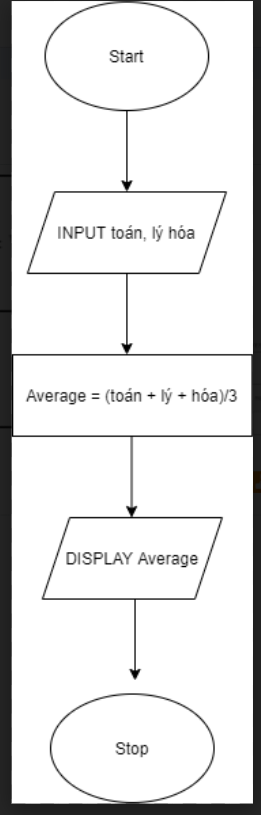 Start
INPUT toán, lý hóa
Average = (toán + lý + hóa)/3
DISPLAY Average
Stop